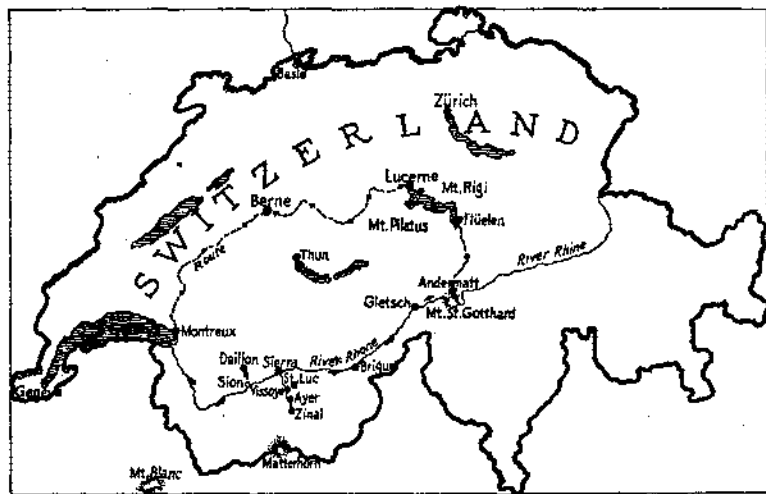 Basle
Zürich
SWITZERLAND
Lucerne
Mt. Rigi
Berne
Mt. Pilatus
Flüelen
Route
Thun
River Rhine
Andermatt
Gletsch
Mt. St. Gotthard
Montreux
Daillon
Sierra
River Rhone
Brigue
Geneva
Sion
St. Luc
Vissoye
Ayer
Zinal
Matterhorn
Mt. Blanc